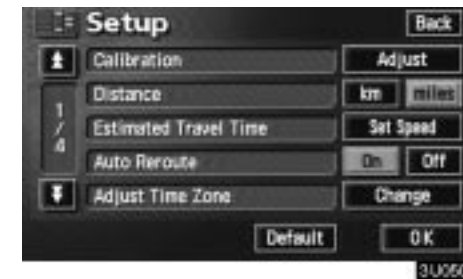 Setup Back
Calibration Adjust
Distance km miles
1/4
Estimated Travel Time Set Speed
Auto Reroute On Off
Adjust Time Zone Change
Default OK